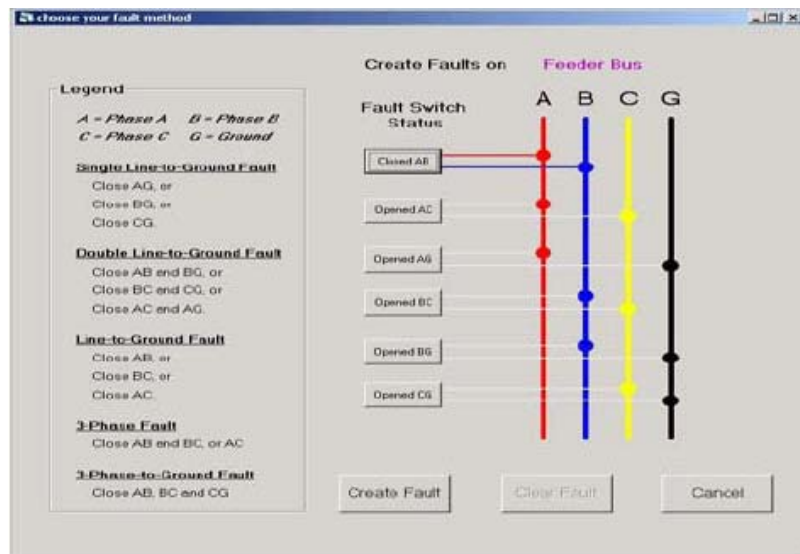 choose your fault method
Legend
A = Phase A B = Phase B
C = Phase C G = Ground
Single Line-to-Ground Fault
Close AG, or
Close BG, or
Close CG.
Double Line-to-Ground Fault
Close AB and BG, or
Close BC and CG, or
Close AC and AG.
Line-to-Ground Fault
Close AB, or
Close BC, or
Close AC.
3-Phase Fault
Close AB and BC, or AC
3-Phase-to-Ground Fault
Close AB, BC and CG
Create Faults on Feeder Bus
Fault Switch
Status
A B C G
Closed AB
Opened AC
Opened AG
Opened BC
Opened BG
Opened CG
Create Fault Clear Fault Cancel